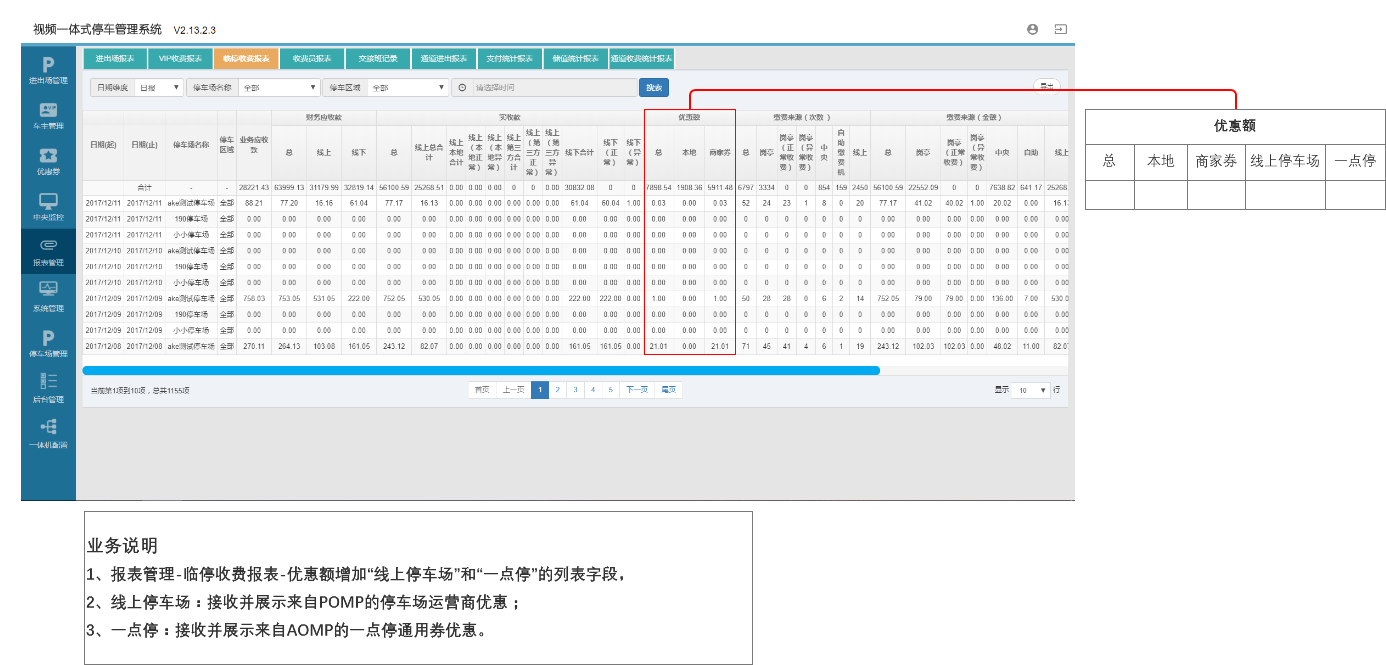 视频一体式停车管理系统 V2.13.2.3
进出场管理
车主管理
优惠券
中央监控
报表管理
系统管理
停车场管理
后台管理
一体机配置
进出场报表 VIP收费报表 临停收费报表 收费员报表 交接班记录 通道进出报表 支付统计报表 储值统计报表 通道收费统计报表
日期维度 日报 停车场名称 全部 停车区域 全部 请选择时间 搜索 导出
财务应收款 实收款 优惠额 缴费来源(次数) 缴费来源(金额)
日期(起) 日期(止) 停车场名称 停车区域 业务应收款 总 线上 线下 总 线上总合计 线上本地合计 线上(本地正常) 线上(本地异常) 线上第三方合计 线上(第三方正常) 线上(第三方异常) 线下合计 线下(正常) 线下(异常) 总 本地 商家券 总 岗亭 岗亭(正常收费) 岗亭(异常收费) 中央 自助缴费机 线上 总 岗亭 岗亭(正常收费) 岗亭(异常收费) 中央 自助 线上
合计 - - 28221.43 63999.13 31179.99 32819.14 56100.59 25268.51 0.00 0.00 0.00 0 0 0.00 30832.08 0 0 7898.54 1908.36 5911.48 6797 3334 0 0 854 159 2450 56100.59 22552.09 0 0 7638.82 641.17 25268.
2017/12/11 2017/12/11 ake测试停车场 全部 88.21 77.20 16.16 61.04 77.17 16.13 0.00 0.00 0.00 0.00 0.00 0.00 61.04 60.04 1.00 0.03 0.00 0.03 52 24 23 1 8 0 20 77.17 41.02 40.02 1.00 20.02 0.00 16.1
2017/12/11 2017/12/11 190停车场 全部 0.00 0.00 0.00 0.00 0.00 0.00 0.00 0.00 0.00 0.00 0.00 0.00 0.00 0.00 0.00 0.00 0.00 0.00 0 0 0 0 0 0 0 0.00 0.00 0.00 0.00 0.00 0.00 0.00
2017/12/11 2017/12/11 小小停车场 全部 0.00 0.00 0.00 0.00 0.00 0.00 0.00 0.00 0.00 0.00 0.00 0.00 0.00 0.00 0.00 0.00 0.00 0.00 0 0 0 0 0 0 0 0.00 0.00 0.00 0.00 0.00 0.00 0.00
2017/12/10 2017/12/10 ake测试停车场 全部 0.00 0.00 0.00 0.00 0.00 0.00 0.00 0.00 0.00 0.00 0.00 0.00 0.00 0.00 0.00 0.00 0.00 0.00 0 0 0 0 0 0 0 0.00 0.00 0.00 0.00 0.00 0.00 0.00
2017/12/10 2017/12/10 190停车场 全部 0.00 0.00 0.00 0.00 0.00 0.00 0.00 0.00 0.00 0.00 0.00 0.00 0.00 0.00 0.00 0.00 0.00 0.00 0 0 0 0 0 0 0 0.00 0.00 0.00 0.00 0.00 0.00 0.00
2017/12/10 2017/12/10 小小停车场 全部 0.00 0.00 0.00 0.00 0.00 0.00 0.00 0.00 0.00 0.00 0.00 0.00 0.00 0.00 0.00 0.00 0.00 0.00 0 0 0 0 0 0 0 0.00 0.00 0.00 0.00 0.00 0.00 0.00
2017/12/09 2017/12/09 ake测试停车场 全部 758.03 753.05 531.05 222.00 752.05 530.05 0.00 0.00 0.00 0.00 0.00 0.00 222.00 222.00 0.00 1.00 0.00 1.00 50 28 28 0 6 2 14 752.05 79.00 79.00 0.00 136.00 7.00 530.0
2017/12/09 2017/12/09 190停车场 全部 0.00 0.00 0.00 0.00 0.00 0.00 0.00 0.00 0.00 0.00 0.00 0.00 0.00 0.00 0.00 0.00 0.00 0.00 0 0 0 0 0 0 0 0.00 0.00 0.00 0.00 0.00 0.00 0.00
2017/12/09 2017/12/09 小小停车场 全部 0.00 0.00 0.00 0.00 0.00 0.00 0.00 0.00 0.00 0.00 0.00 0.00 0.00 0.00 0.00 0.00 0.00 0.00 0 0 0 0 0 0 0 0.00 0.00 0.00 0.00 0.00 0.00 0.00
2017/12/08 2017/12/08 ake测试停车场 全部 270.11 264.13 103.08 161.05 243.12 82.07 0.00 0.00 0.00 0.00 0.00 0.00 161.05 161.05 0.00 21.01 0.00 21.01 71 45 41 4 6 1 19 243.12 102.03 102.03 0.00 48.02 11.00 82.0
当前第1项到10项,总共1155项 首页 上一页 1 2 3 4 5 下一页 尾页 显示 10 行
优惠额
总 本地 商家券 线上停车场 一点停
业务说明
1、报表管理-临停收费报表-优惠额增加“线上停车场”和“一点停”的列表字段,
2、线上停车场:接收并展示来自POMP的停车场运营商优惠;
3、一点停:接收并展示来自AOMP的一点停通用券优惠。